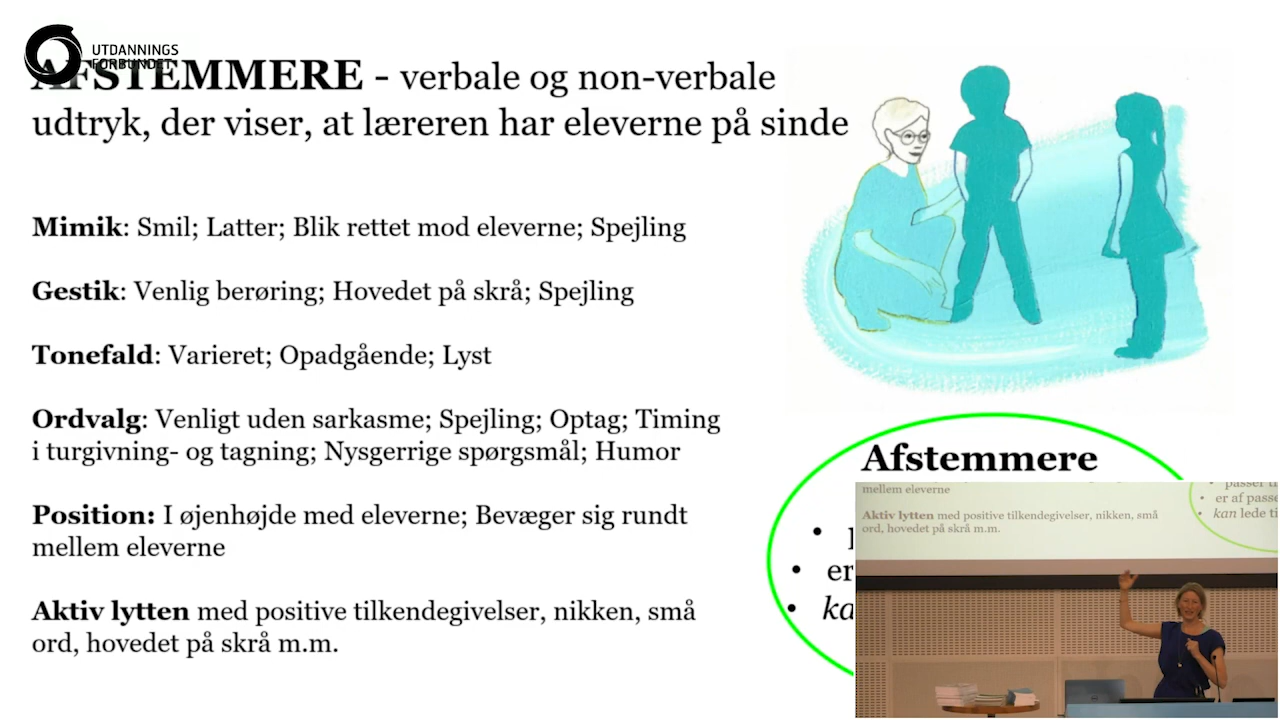 UTDANNINGS
FORBUNDET
AFSTEMMERE - verbale og non-verbale
udtryk, der viser, at læreren har eleverne på sinde
Mimik: Smil; Latter; Blik rettet mod eleverne; Spejling
Gestik: Venlig berøring; Hovedet på skrå; Spejling
Tonefald: Varieret; Opadgående; Lyst
Ordvalg: Venligt uden sarkasme; Spejling; Optag; Timing
i turgivning- og tagning; Nysgerrige spørgsmål; Humor
Position: I øjenhøjde med eleverne; Bevæger sig rundt
mellem eleverne
Aktiv lytten med positive tilkendegivelser, nikken, små
ord, hovedet på skrå m.m.
Afstemmere
•
• er
• ka
mellem eleverne
Aktiv lytten med positive tilkendegivelser, nikken, små
ord, hovedet på skrå m.m.
• passer
• er af passe
• kan lede ti